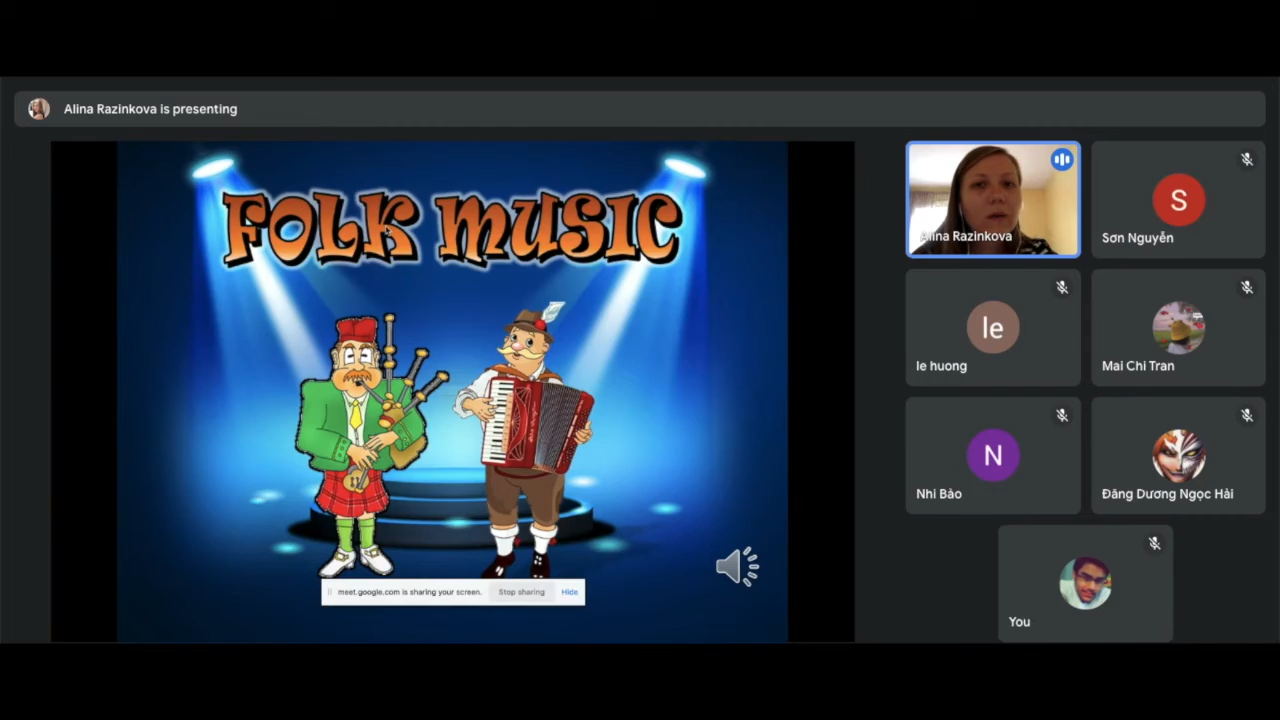 Alina Razinkova is presenting
FOLK MUSIC
meet.google.com is sharing your screen.
Stop sharing
Hide
Alina Razinkova
S
Sơn Nguyễn
le
le huong
Mai Chi Tran
N
Nhi Bảo
Đăng Dương Ngọc Hải
You